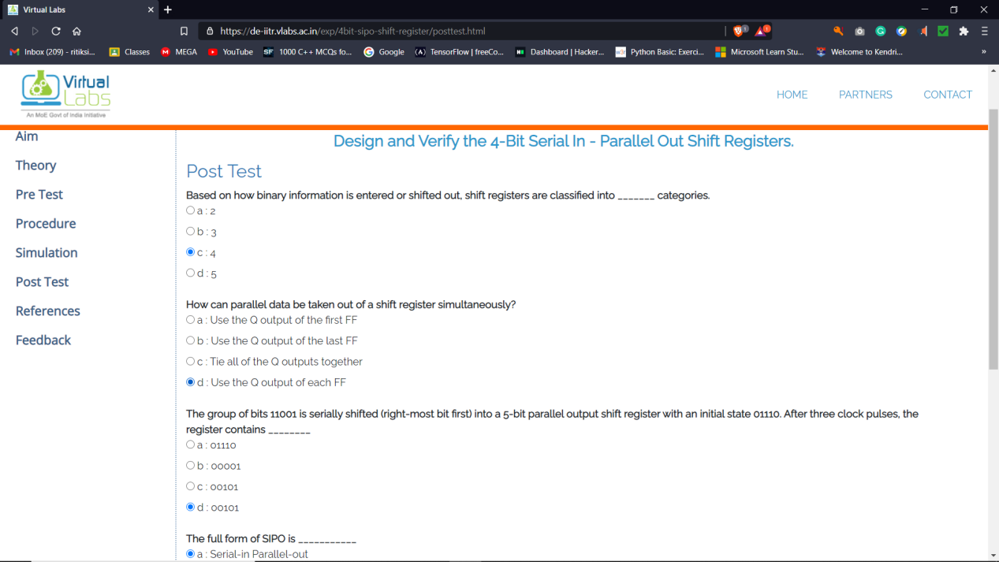 Virtual Labs
https://de-iitr.vlabs.ac.in/exp/4bit-sipo-shift-register/posttest.html
Inbox (209) - ritiksi... Classes MEGA YouTube SF 1000 C++ MCQs fo... Google TensorFlow | freeCo... Dashboard | Hacker... Python Basic: Exerci... Microsoft Learn Stu... Welcome to Kendri... »
Virtual
Labs
An MoE Govt of India Initiative
HOME PARTNERS CONTACT
Aim
Theory
Pre Test
Procedure
Simulation
Post Test
References
Feedback
Design and Verify the 4-Bit Serial In - Parallel Out Shift Registers.
Post Test
Based on how binary information is entered or shifted out, shift registers are classified into _______ categories.
a : 2
b : 3
c : 4
d : 5
How can parallel data be taken out of a shift register simultaneously?
a : Use the Q output of the first FF
b : Use the Q output of the last FF
c : Tie all of the Q outputs together
d : Use the Q output of each FF
The group of bits 11001 is serially shifted (right-most bit first) into a 5-bit parallel output shift register with an initial state 01110. After three clock pulses, the
register contains ________
a : 01110
b : 00001
c : 00101
d : 00101
The full form of SIPO is ___________
a : Serial-in Parallel-out